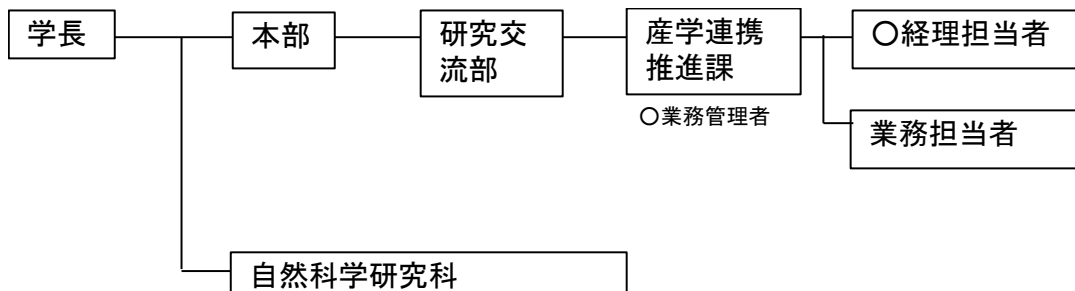 学長
本部
研究交
流部
産学連携
推進課
〇業務管理者
〇経理担当者
業務担当者
自然科学研究科